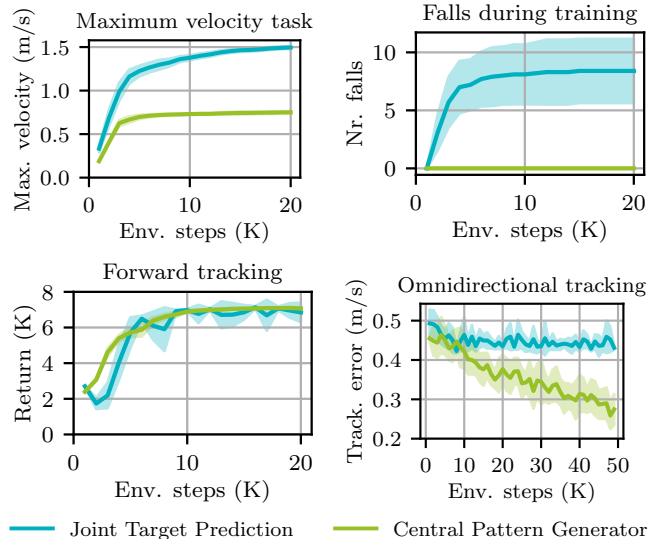 Maximum velocity task
Max. velocity (m/s)
1.5
1.0
0.5
0.0
0
10
20
Env. steps (K)
Falls during training
Nr. falls
10
5
0
0
10
20
Env. steps (K)
Forward tracking
Return (K)
8
6
4
2
0
0
10
20
Env. steps (K)
Omnidirectional tracking
Track. error (m/s)
0.5
0.4
0.3
0.2
0 10 20 30 40 50
Env. steps (K)
Joint Target Prediction
Central Pattern Generator